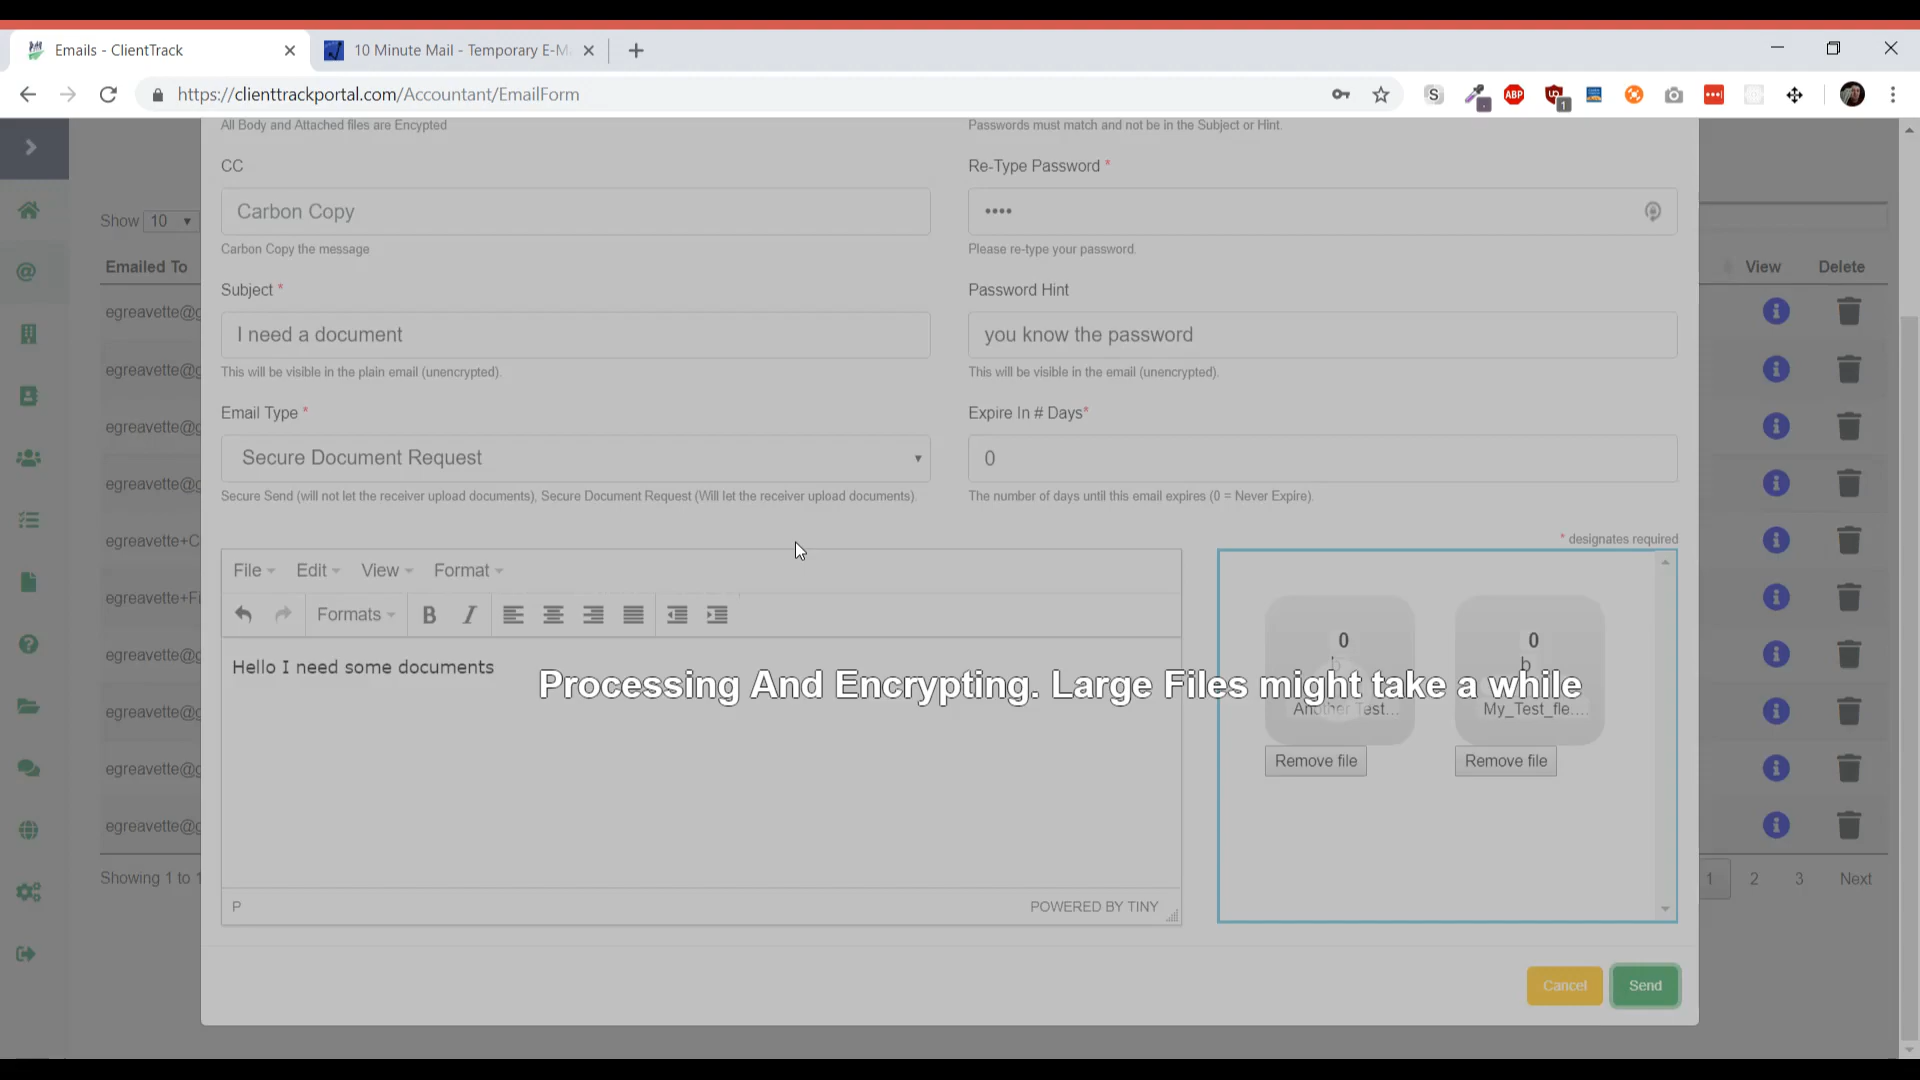 Emails - ClientTrack
10 Minute Mail - Temporary E-M
https://clienttrackportal.com/Accountant/EmailForm
S
ABP
1
All Body and Attached files are Encypted
Passwords must match and not be in the Subject or Hint.
CC
Re-Type Password *
Carbon Copy
••••
Carbon Copy the message
Please re-type your password.
Show 10
Emailed To
View
Delete
Subject *
Password Hint
I need a document
you know the password
This will be visible in the plain email (unencrypted).
This will be visible in the email (unencrypted).
Email Type *
Expire In # Days*
Secure Document Request
0
Secure Send (will not let the receiver upload documents), Secure Document Request (Will let the receiver upload documents).
The number of days until this email expires (0 = Never Expire).
* designates required
egreavette@g
egreavette@g
egreavette@g
egreavette@g
egreavette+C
egreavette+Fi
egreavette@g
egreavette@g
egreavette@g
egreavette@g
File
Edit
View
Format
Formats
B
I
Hello I need some documents
Processing And Encrypting. Large Files might take a while
0
b
Another Test...
Remove file
0
b
My_Test_fle....
Remove file
P
POWERED BY TINY
Showing 1 to 1
1
2
3
Next
Cancel
Send